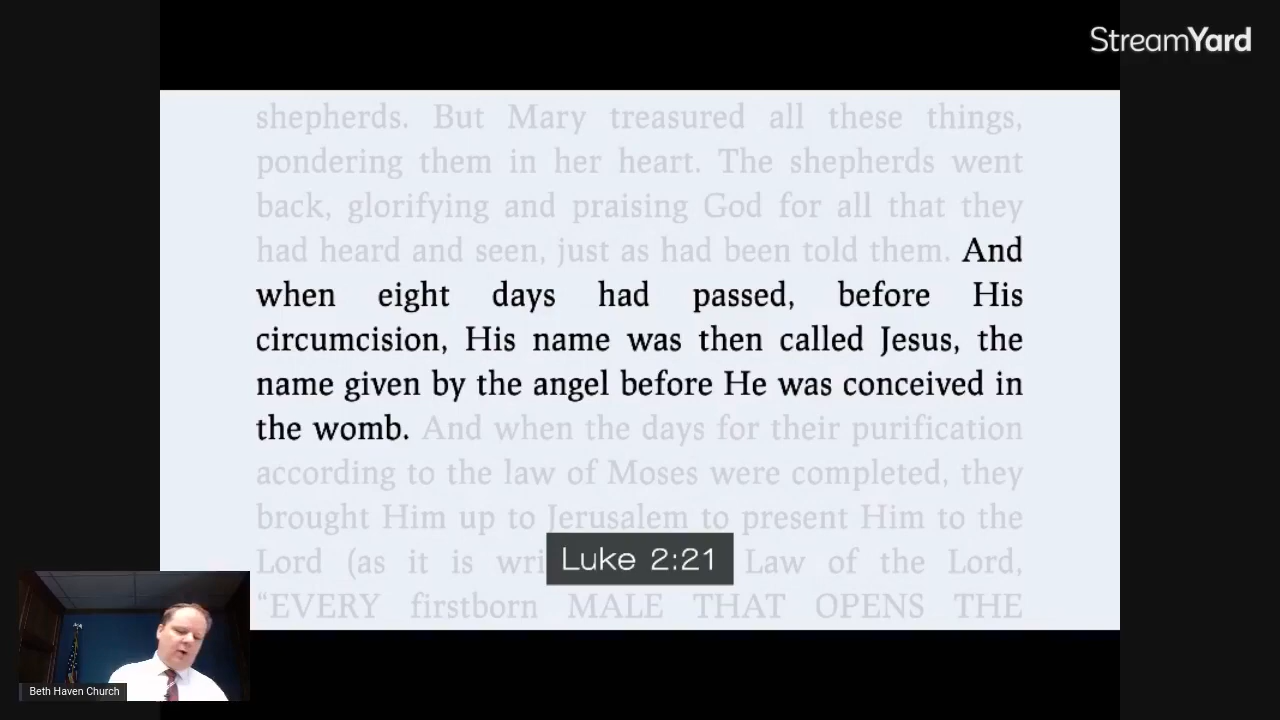 StreamYard
shepherds. But Mary treasured all these things,
pondering them in her heart. The shepherds went
back, glorifying and praising God for all that they
had heard and seen, just as had been told them. And
when eight days had passed, before His
circumcision, His name was then called Jesus, the
name given by the angel before He was conceived in
the womb. And when the days for their purification
according to the law of Moses were completed, they
brought Him up to Jerusalem to present Him to the
Lord (as it is wri Law of the Lord,
Luke 2:21
“EVERY firstborn MALE THAT OPENS THE
Beth Haven Church